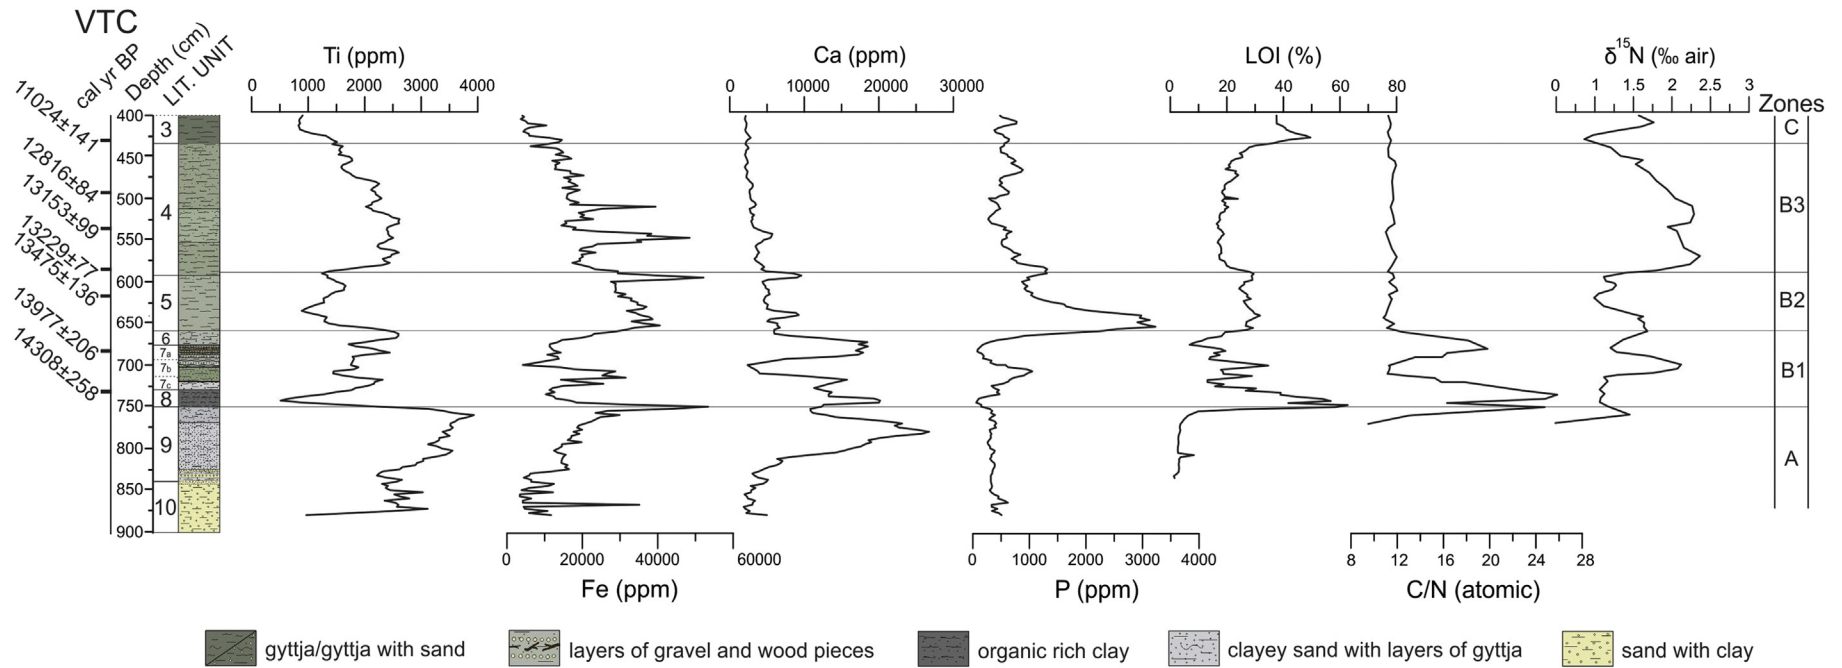 VTC
cal yr BP
Depth (cm)
LIT. UNIT
Ti (ppm)
Ca (ppm)
LOI (%)
δ¹⁵N (‰ air)
0 1000 2000 3000 4000
0 10000 20000 30000
0 20 40 60 80
0 1 1.5 2 2.5 3
Zones
11024±141
12816±84
13153±99
13229±77
13475±136
13977±206
14308±258
400
450
500
550
600
650
700
750
800
850
900
3
4
5
6
7a
7b
7c
8
9
10
C
B3
B2
B1
A
0 20000 40000 60000
Fe (ppm)
0 1000 2000 3000 4000
P (ppm)
8 12 16 20 24 28
C/N (atomic)
gyttja/gyttja with sand
layers of gravel and wood pieces
organic rich clay
clayey sand with layers of gyttja
sand with clay